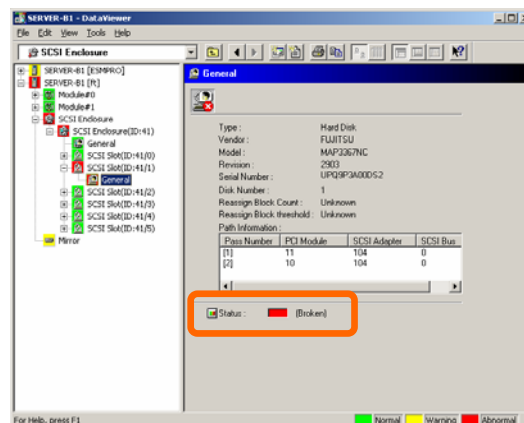 SERVER-B1 - DataViewer
File Edit View Tools Help
SCSI Enclosure
SERVER-B1 [ESMPRO]
SERVER-B1 [ft]
Module#0
Module#1
SCSI Enclosure
SCSI Enclosure(ID:41)
General
SCSI Slot(ID:41/0)
SCSI Slot(ID:41/1)
General
SCSI Slot(ID:41/2)
SCSI Slot(ID:41/3)
SCSI Slot(ID:41/4)
SCSI Slot(ID:41/5)
Mirror
General
Type : Hard Disk
Vendor : FUJITSU
Model : MAP3367NC
Revision : 2903
Serial Number : UPQ9P3A00DS2
Disk Number : 1
Reassign Block Count : Unknown
Reassign Block threshold : Unknown
Path Information :
Pass Number PCI Module SCSI Adapter SCSI Bus
[1] 11 104 0
[2] 10 104 0
Status : (Broken)
For Help, press F1
Normal Warning Abnormal